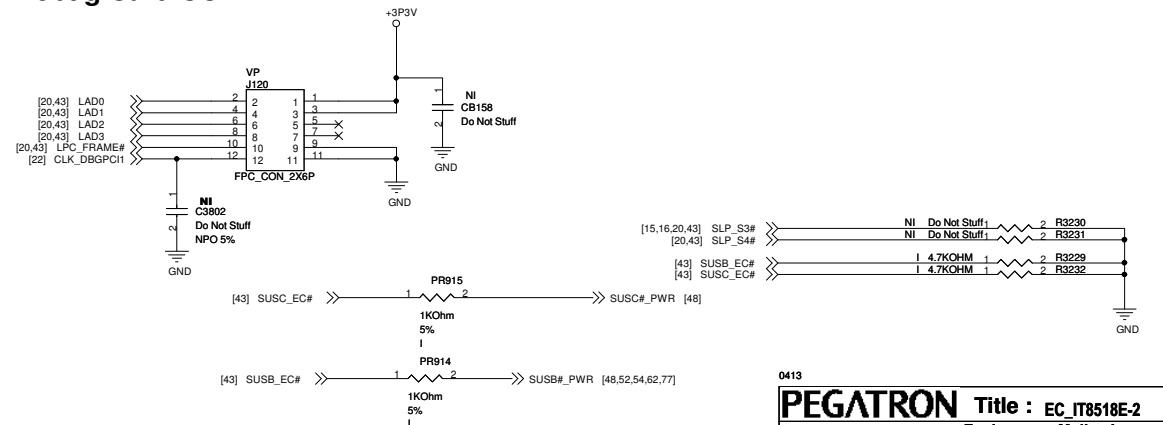 +3P3V
VP
J120
[20,43] LAD0 2 2 1 1
[20,43] LAD1 4 4 3 3
[20,43] LAD2 6 6 5 5
[20,43] LAD3 8 8 7 7
[20,43] LPC_FRAME# 10 10 9 9
[22] CLK_DBGPCI1 12 12 11 11
FPC_CON_2X6P
1
NI
CB158
Do Not Stuff
2
GND
GND
1
NI
C3802
Do Not Stuff
NPO 5%
2
GND
[15,16,20,43] SLP_S3# NI Do Not Stuff 1 2 R3230
[20,43] SLP_S4# NI Do Not Stuff 1 2 R3231
[43] SUSB_EC# I 4.7KOHM 1 2 R3229
[43] SUSC_EC# I 4.7KOHM 1 2 R3232
GND
PR915
[43] SUSC_EC# 1 2 SUSC#_PWR [48]
1KOhm
5%
I
PR914
[43] SUSB_EC# 1 2 SUSB#_PWR [48,52,54,62,77]
1KOhm
5%
0413
PEGATRON Title : EC_IT8518E-2